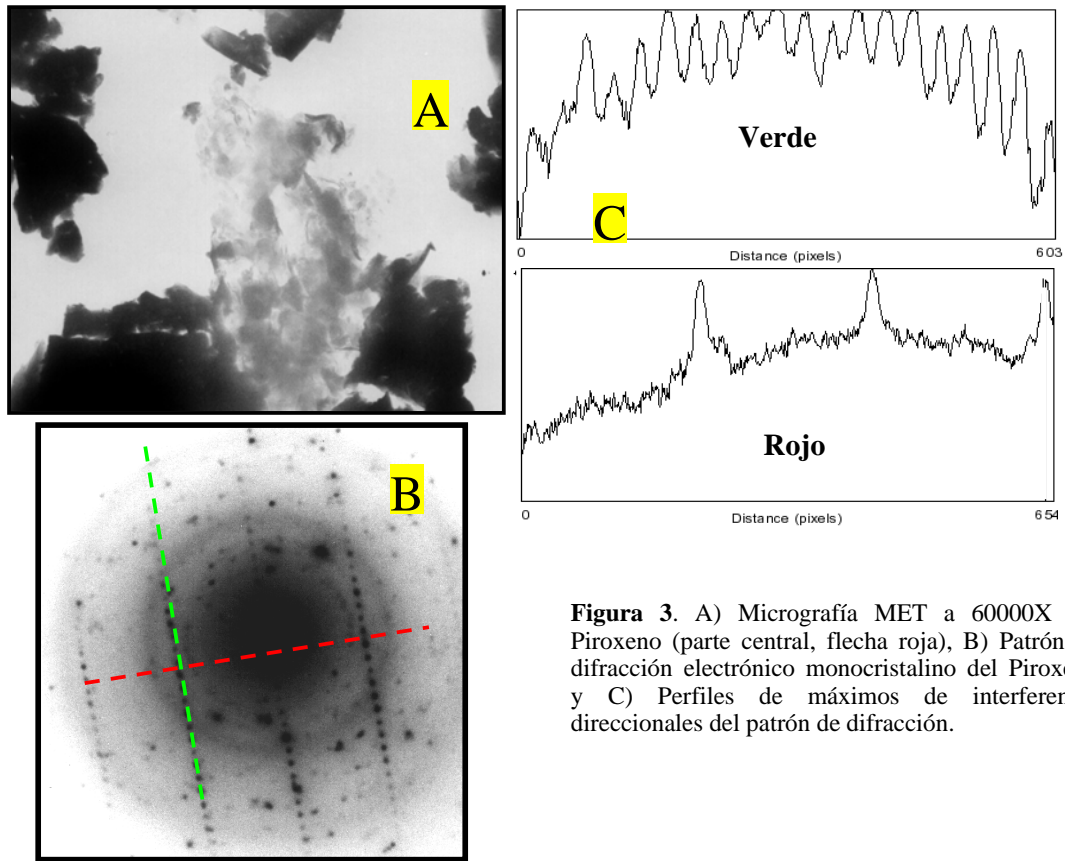 A
Verde
C
0
603
Distance (pixels)
Rojo
0
654
Distance (pixels)
B
Figura 3. A) Micrografía MET a 60000X
Piroxeno (parte central, flecha roja), B) Patrón
difracción electrónico monocristalino del Piroxe
y C) Perfiles de máximos de interferen
direccionales del patrón de difracción.